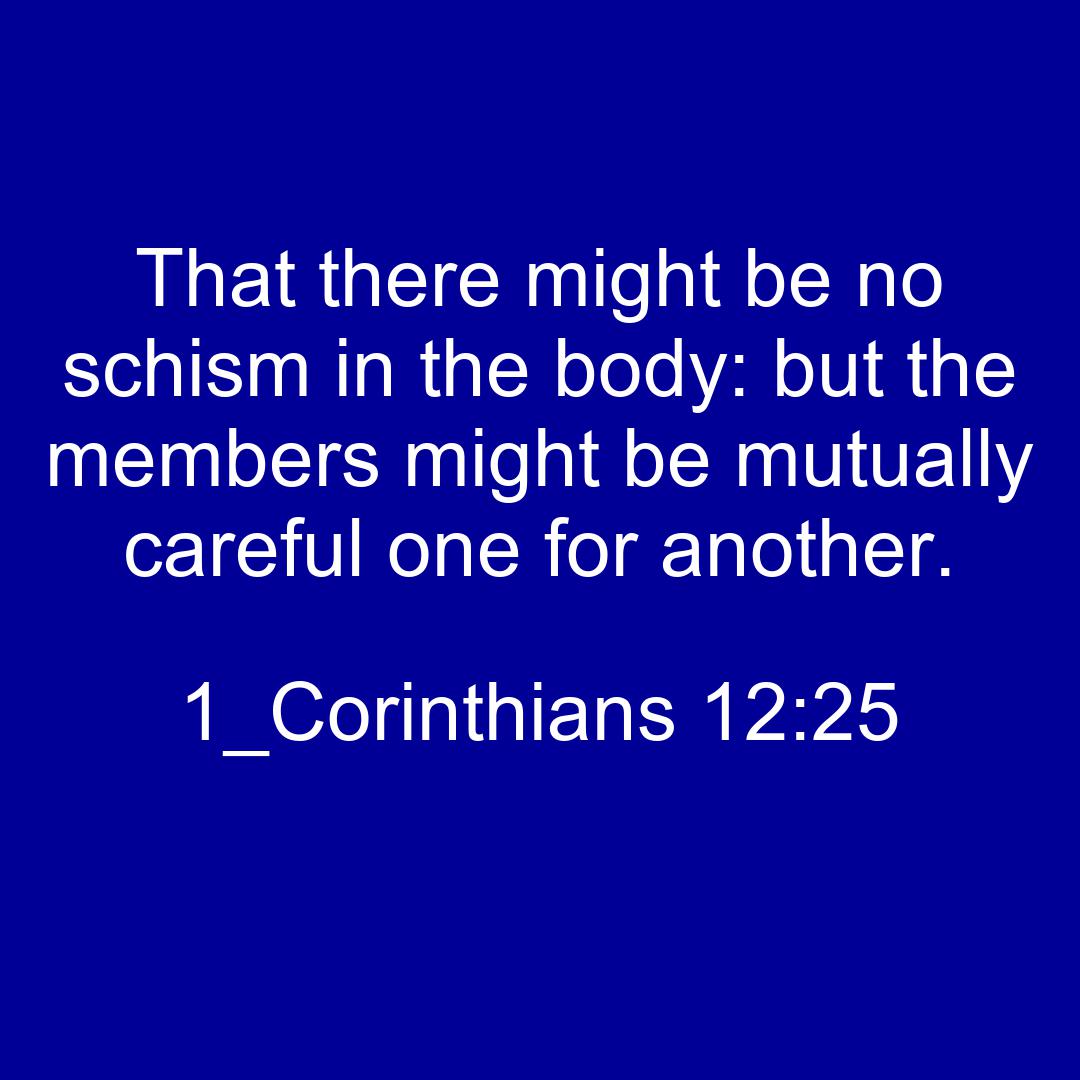 That there might be no
schism in the body: but the
members might be mutually
careful one for another.
1_Corinthians 12:25